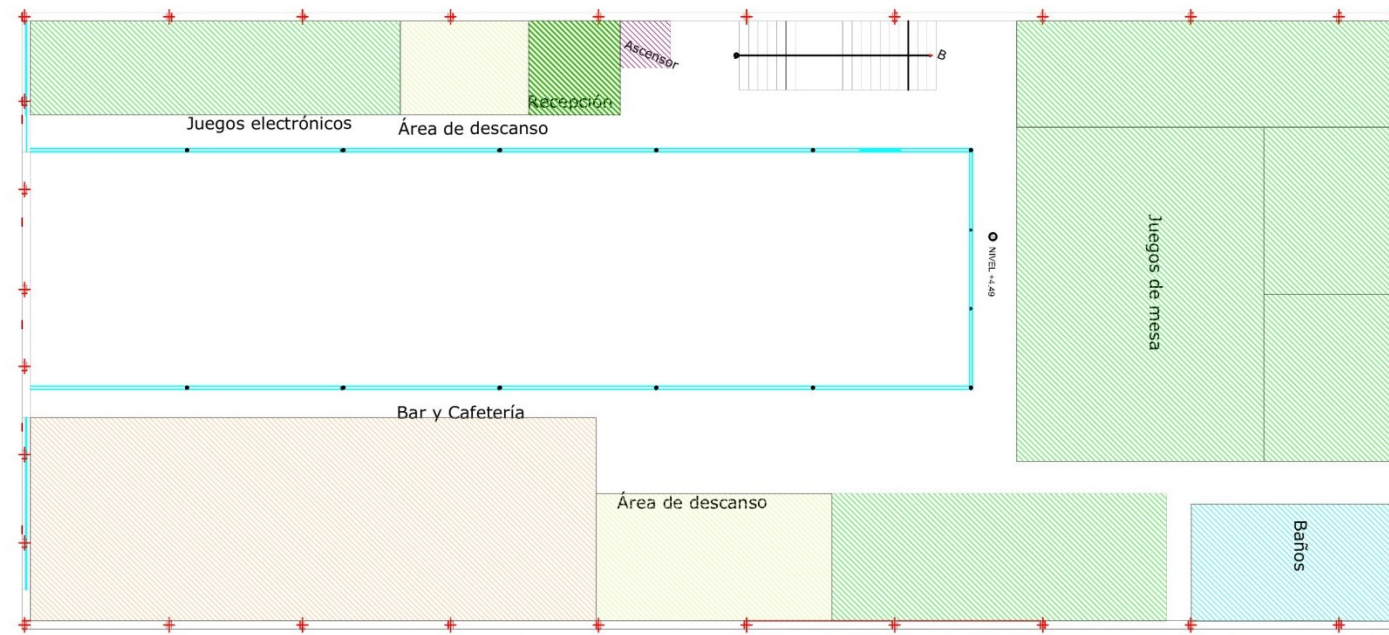 Ascensor
B
Recepción
Juegos electrónicos
Área de descanso
NIVEL +4.49
Juegos de mesa
Bar y Cafetería
Área de descanso
Baños